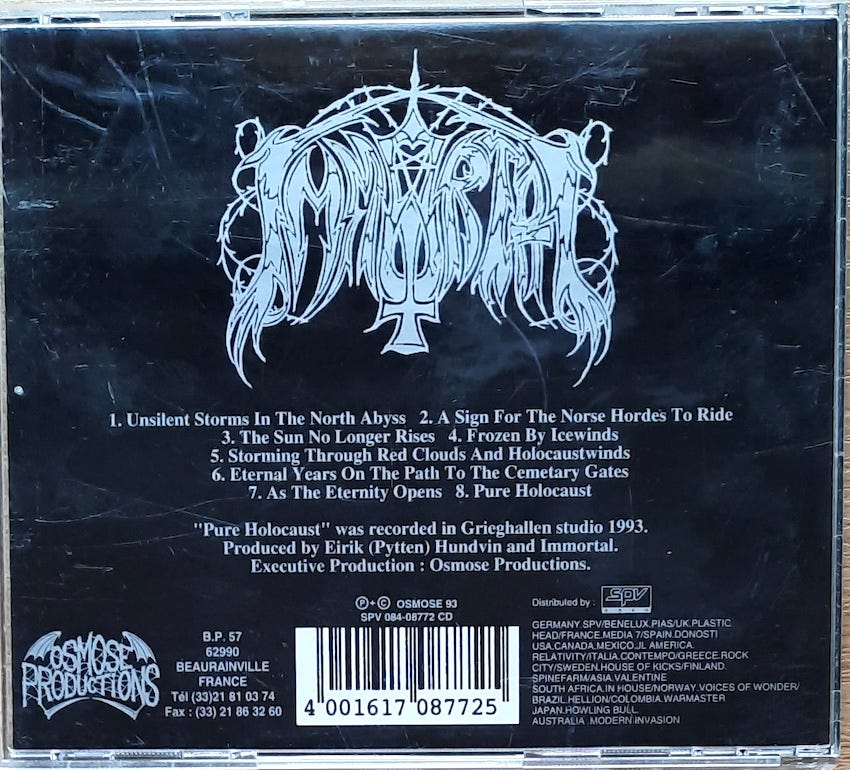 IMMORTAL
1. Unsilent Storms In The North Abyss 2. A Sign For The Norse Hordes To Ride
3. The Sun No Longer Rises 4. Frozen By Icewinds
5. Storming Through Red Clouds And Holocaustwinds
6. Eternal Years On The Path To The Cemetary Gates
7. As The Eternity Opens 8. Pure Holocaust
"Pure Holocaust" was recorded in Grieghallen studio 1993.
Produced by Eirik (Pytten) Hundvin and Immortal.
Executive Production : Osmose Productions.
OSMOSE
PRODUCTIONS
B.P. 57
62990
BEAURAINVILLE
FRANCE
Tél (33)21 81 03 74
Fax : (33) 21 86 32 60
Ⓟ+© OSMOSE 93
SPV 084-08772 CD
4 001617 087725
Distributed by : SPV
GERMANY.SPV/BENELUX.PIAS/UK.PLASTIC
HEAD/FRANCE.MEDIA 7/SPAIN.DONOSTI
USA.CANADA.MEXICO.JL AMERICA.
RELATIVITY/ITALIA.CONTEMPO/GREECE.ROCK
CITY/SWEDEN.HOUSE OF KICKS/FINLAND.
SPINEFARM/ASIA.VALENTINE
SOUTH AFRICA.IN HOUSE/NORWAY.VOICES OF WONDER/
BRAZIL.HELLION/COLOMBIA.WARMASTER
JAPAN.HOWLING BULL.
AUSTRALIA .MODERN INVASION